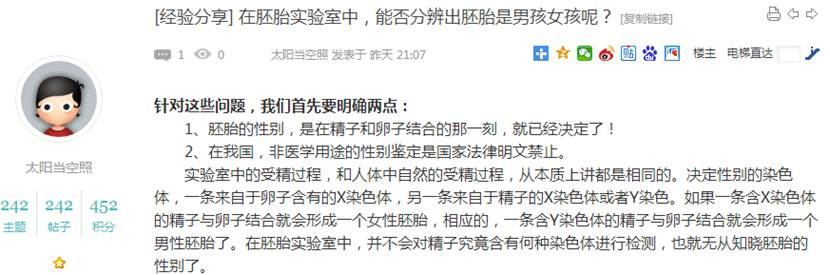 [经验分享] 在胚胎实验室中，能否分辨出胚胎是男孩女孩呢？ [复制链接]
1 0 太阳当空照 发表于 昨天 21:07 贴 楼主 电梯直达
针对这些问题，我们首先要明确两点：
1、胚胎的性别，是在精子和卵子结合的那一刻，就已经决定了！
2、在我国，非医学用途的性别鉴定是国家法律明文禁止。
实验室中的受精过程，和人体中自然的受精过程，从本质上讲都是相同的。决定性别的染色
体，一条来自于卵子含有的X染色体，另一条来自于精子的X染色体或者Y染色。如果一条含X染色体
的精子与卵子结合就会形成一个女性胚胎，相应的，一条含Y染色体的精子与卵子结合就会形成一个
男性胚胎了。在胚胎实验室中，并不会对精子究竟含有何种染色体进行检测，也就无从知晓胚胎的
性别了。
太阳当空照
242 242 452
主题 帖子 积分